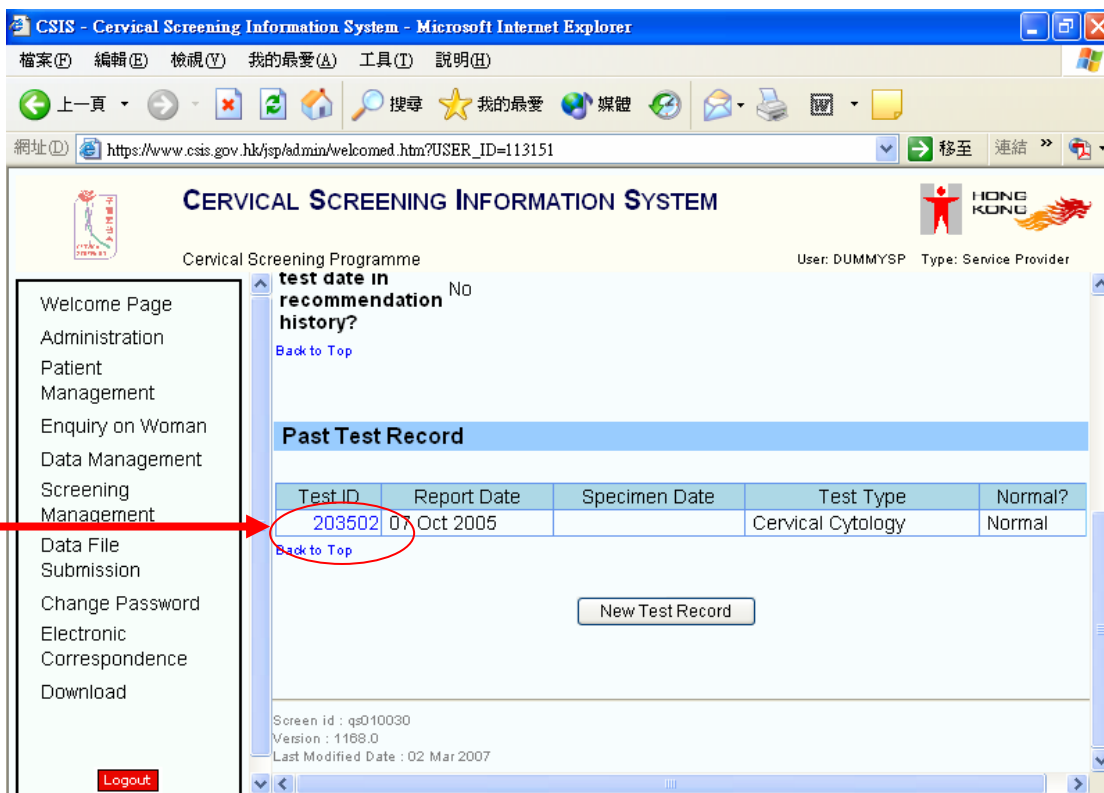 CSIS - Cervical Screening Information System - Microsoft Internet Explorer
檔案(F) 編輯(E) 檢視(V) 我的最愛(A) 工具(T) 說明(H)
上一頁 搜尋 我的最愛 媒體
網址(D) https://www.csis.gov.hk/jsp/admin/welcomed.htm?USER_ID=113151 移至 連結 »
CERVICAL SCREENING INFORMATION SYSTEM
HONG KONG
Cervical Screening Programme
User: DUMMYSP Type: Service Provider
Welcome Page
Administration
Patient
Management
Enquiry on Woman
Data Management
Screening
Management
Data File
Submission
Change Password
Electronic
Correspondence
Download
Logout
test date in
recommendation No
history?
Back to Top
Past Test Record
Test ID Report Date Specimen Date Test Type Normal?
203502 07 Oct 2005 Cervical Cytology Normal
Back to Top
New Test Record
Screen id : qs010030
Version : 1168.0
Last Modified Date : 02 Mar 2007